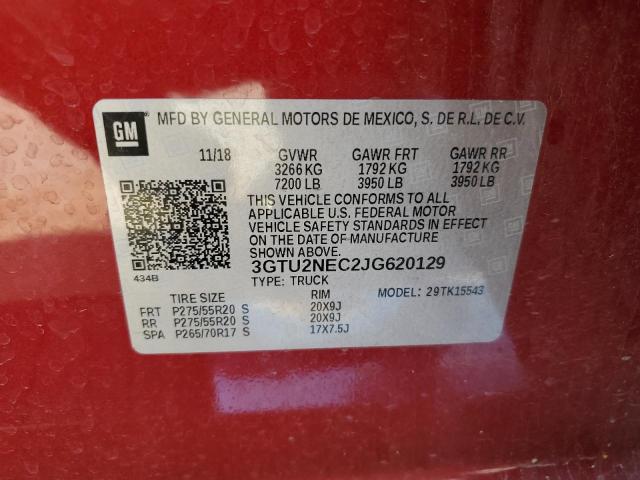 GM
MFD BY GENERAL MOTORS DE MEXICO, S. DE R.L. DE C.V.
11/18 GVWR GAWR FRT GAWR RR
3266 KG 1792 KG 1792 KG
7200 LB 3950 LB 3950 LB
THIS VEHICLE CONFORMS TO ALL
APPLICABLE U.S. FEDERAL MOTOR
VEHICLE SAFETY STANDARDS IN EFFECT
ON THE DATE OF MANUFACTURE
SHOWN ABOVE.
3GTU2NEC2JG620129
434B TYPE: TRUCK
TIRE SIZE RIM MODEL: 29TK15543
FRT P275/55R20 S 20X9J
RR P275/55R20 S 20X9J
SPA P265/70R17 S 17X7.5J